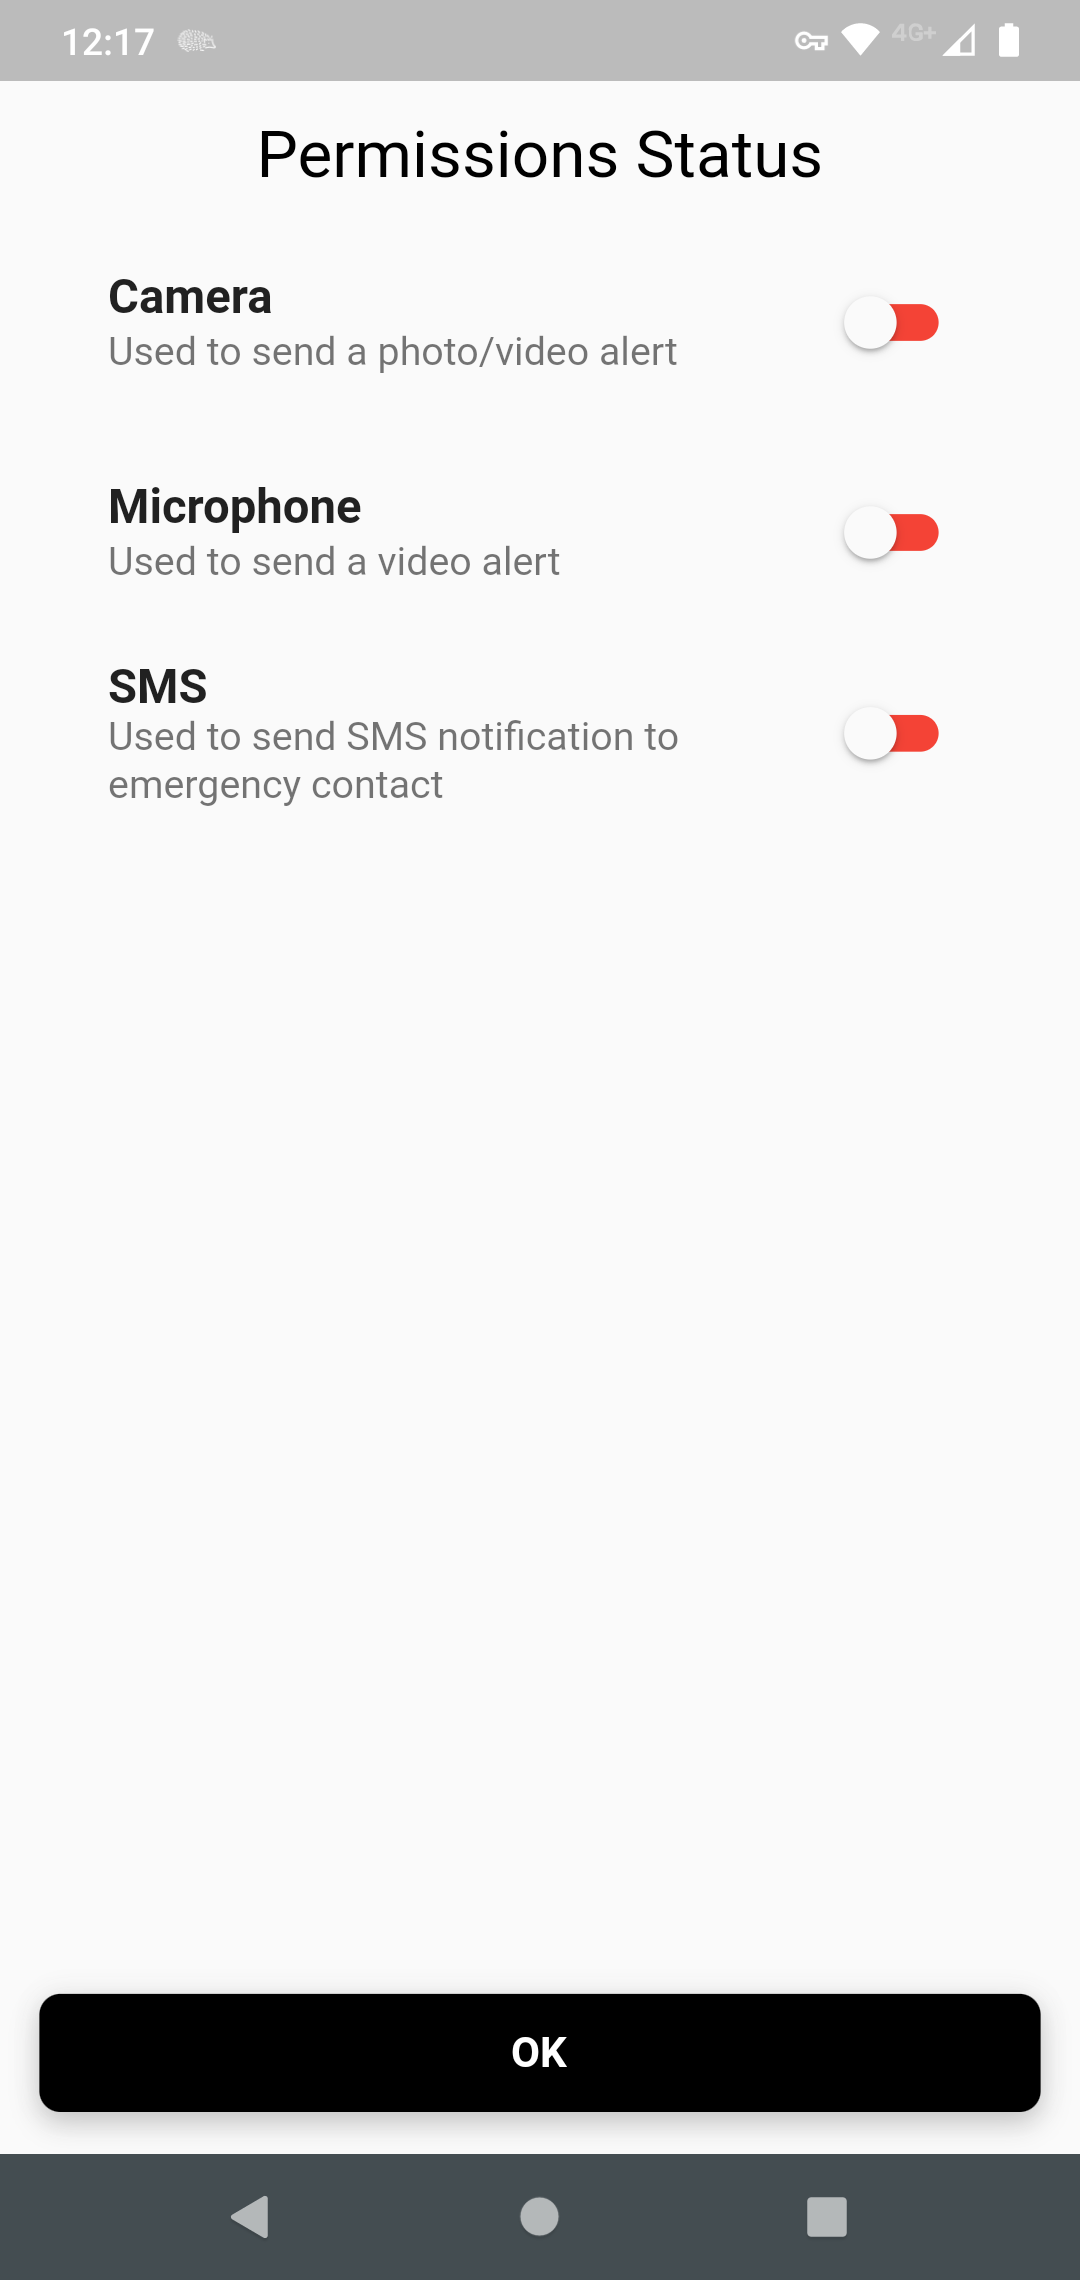 12:17
4G+
Permissions Status
Camera
Used to send a photo/video alert
Microphone
Used to send a video alert
SMS
Used to send SMS notification to
emergency contact
OK